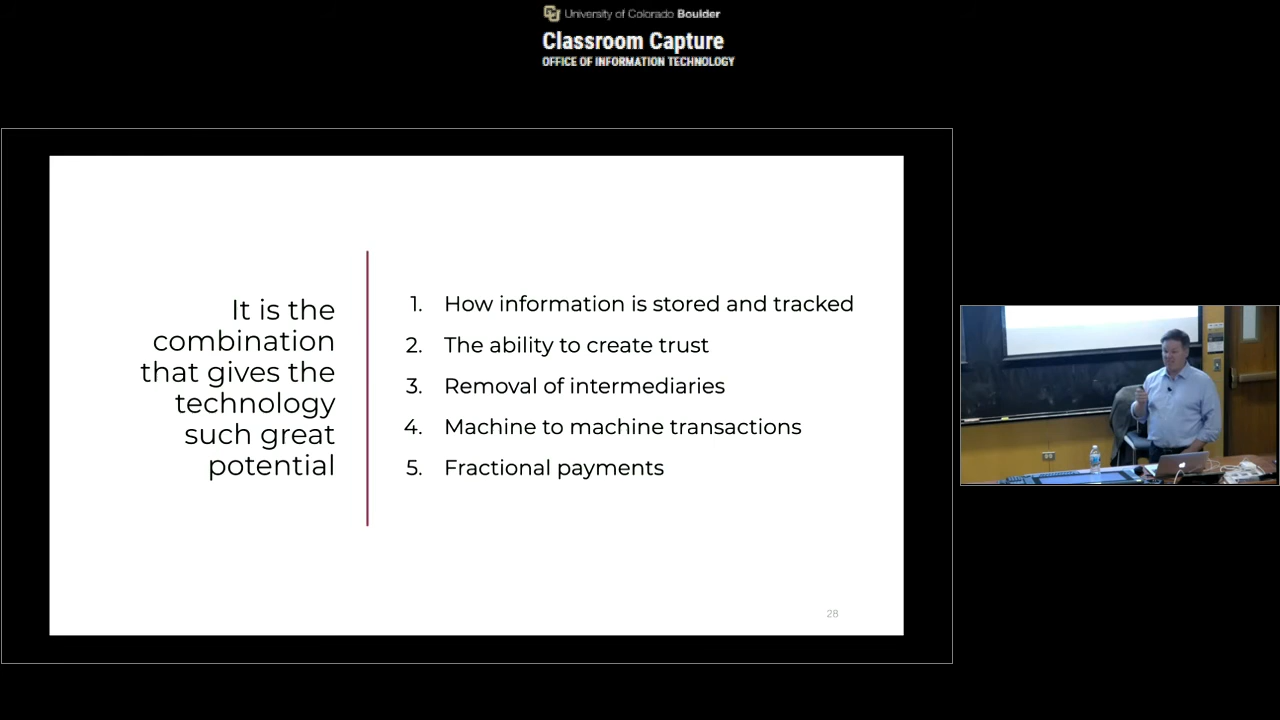 University of Colorado Boulder
Classroom Capture
OFFICE OF INFORMATION TECHNOLOGY
It is the
combination
that gives the
technology
such great
potential
1. How information is stored and tracked
2. The ability to create trust
3. Removal of intermediaries
4. Machine to machine transactions
5. Fractional payments
28